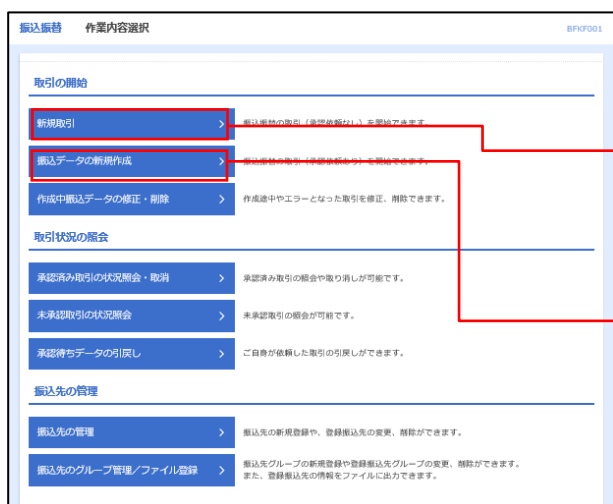 振込振替 作業内容選択 BFKF001
取引の開始
新規取引 振込振替の取引（承認依頼なし）を開始できます。
振込データの新規作成 振込振替の取引（承認依頼あり）を開始できます。
作成中振込データの修正・削除 作成途中やエラーとなった取引を修正、削除できます。
取引状況の照会
承認済み取引の状況照会・取消 承認済み取引の照会や取り消しが可能です。
未承認取引の状況照会 未承認取引の照会が可能です。
承認待ちデータの引戻し ご自身が依頼した取引の引戻しができます。
振込先の管理
振込先の管理 振込先の新規登録や、登録振込先の変更、削除ができます。
振込先のグループ管理／ファイル登録 振込先グループの新規登録や登録振込先グループの変更、削除ができます。
また、登録振込先の情報をファイルに出力できます。